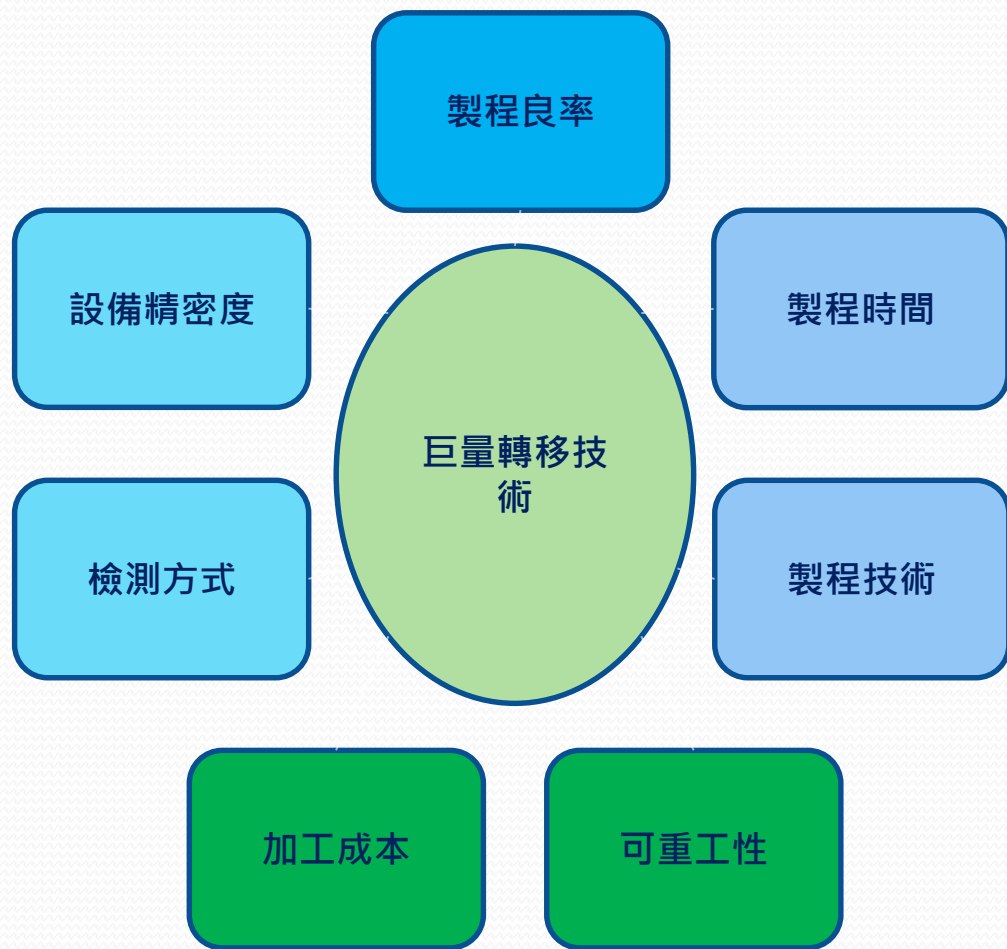 製程良率
設備精密度
製程時間
巨量轉移技
術
檢測方式
製程技術
加工成本
可重工性